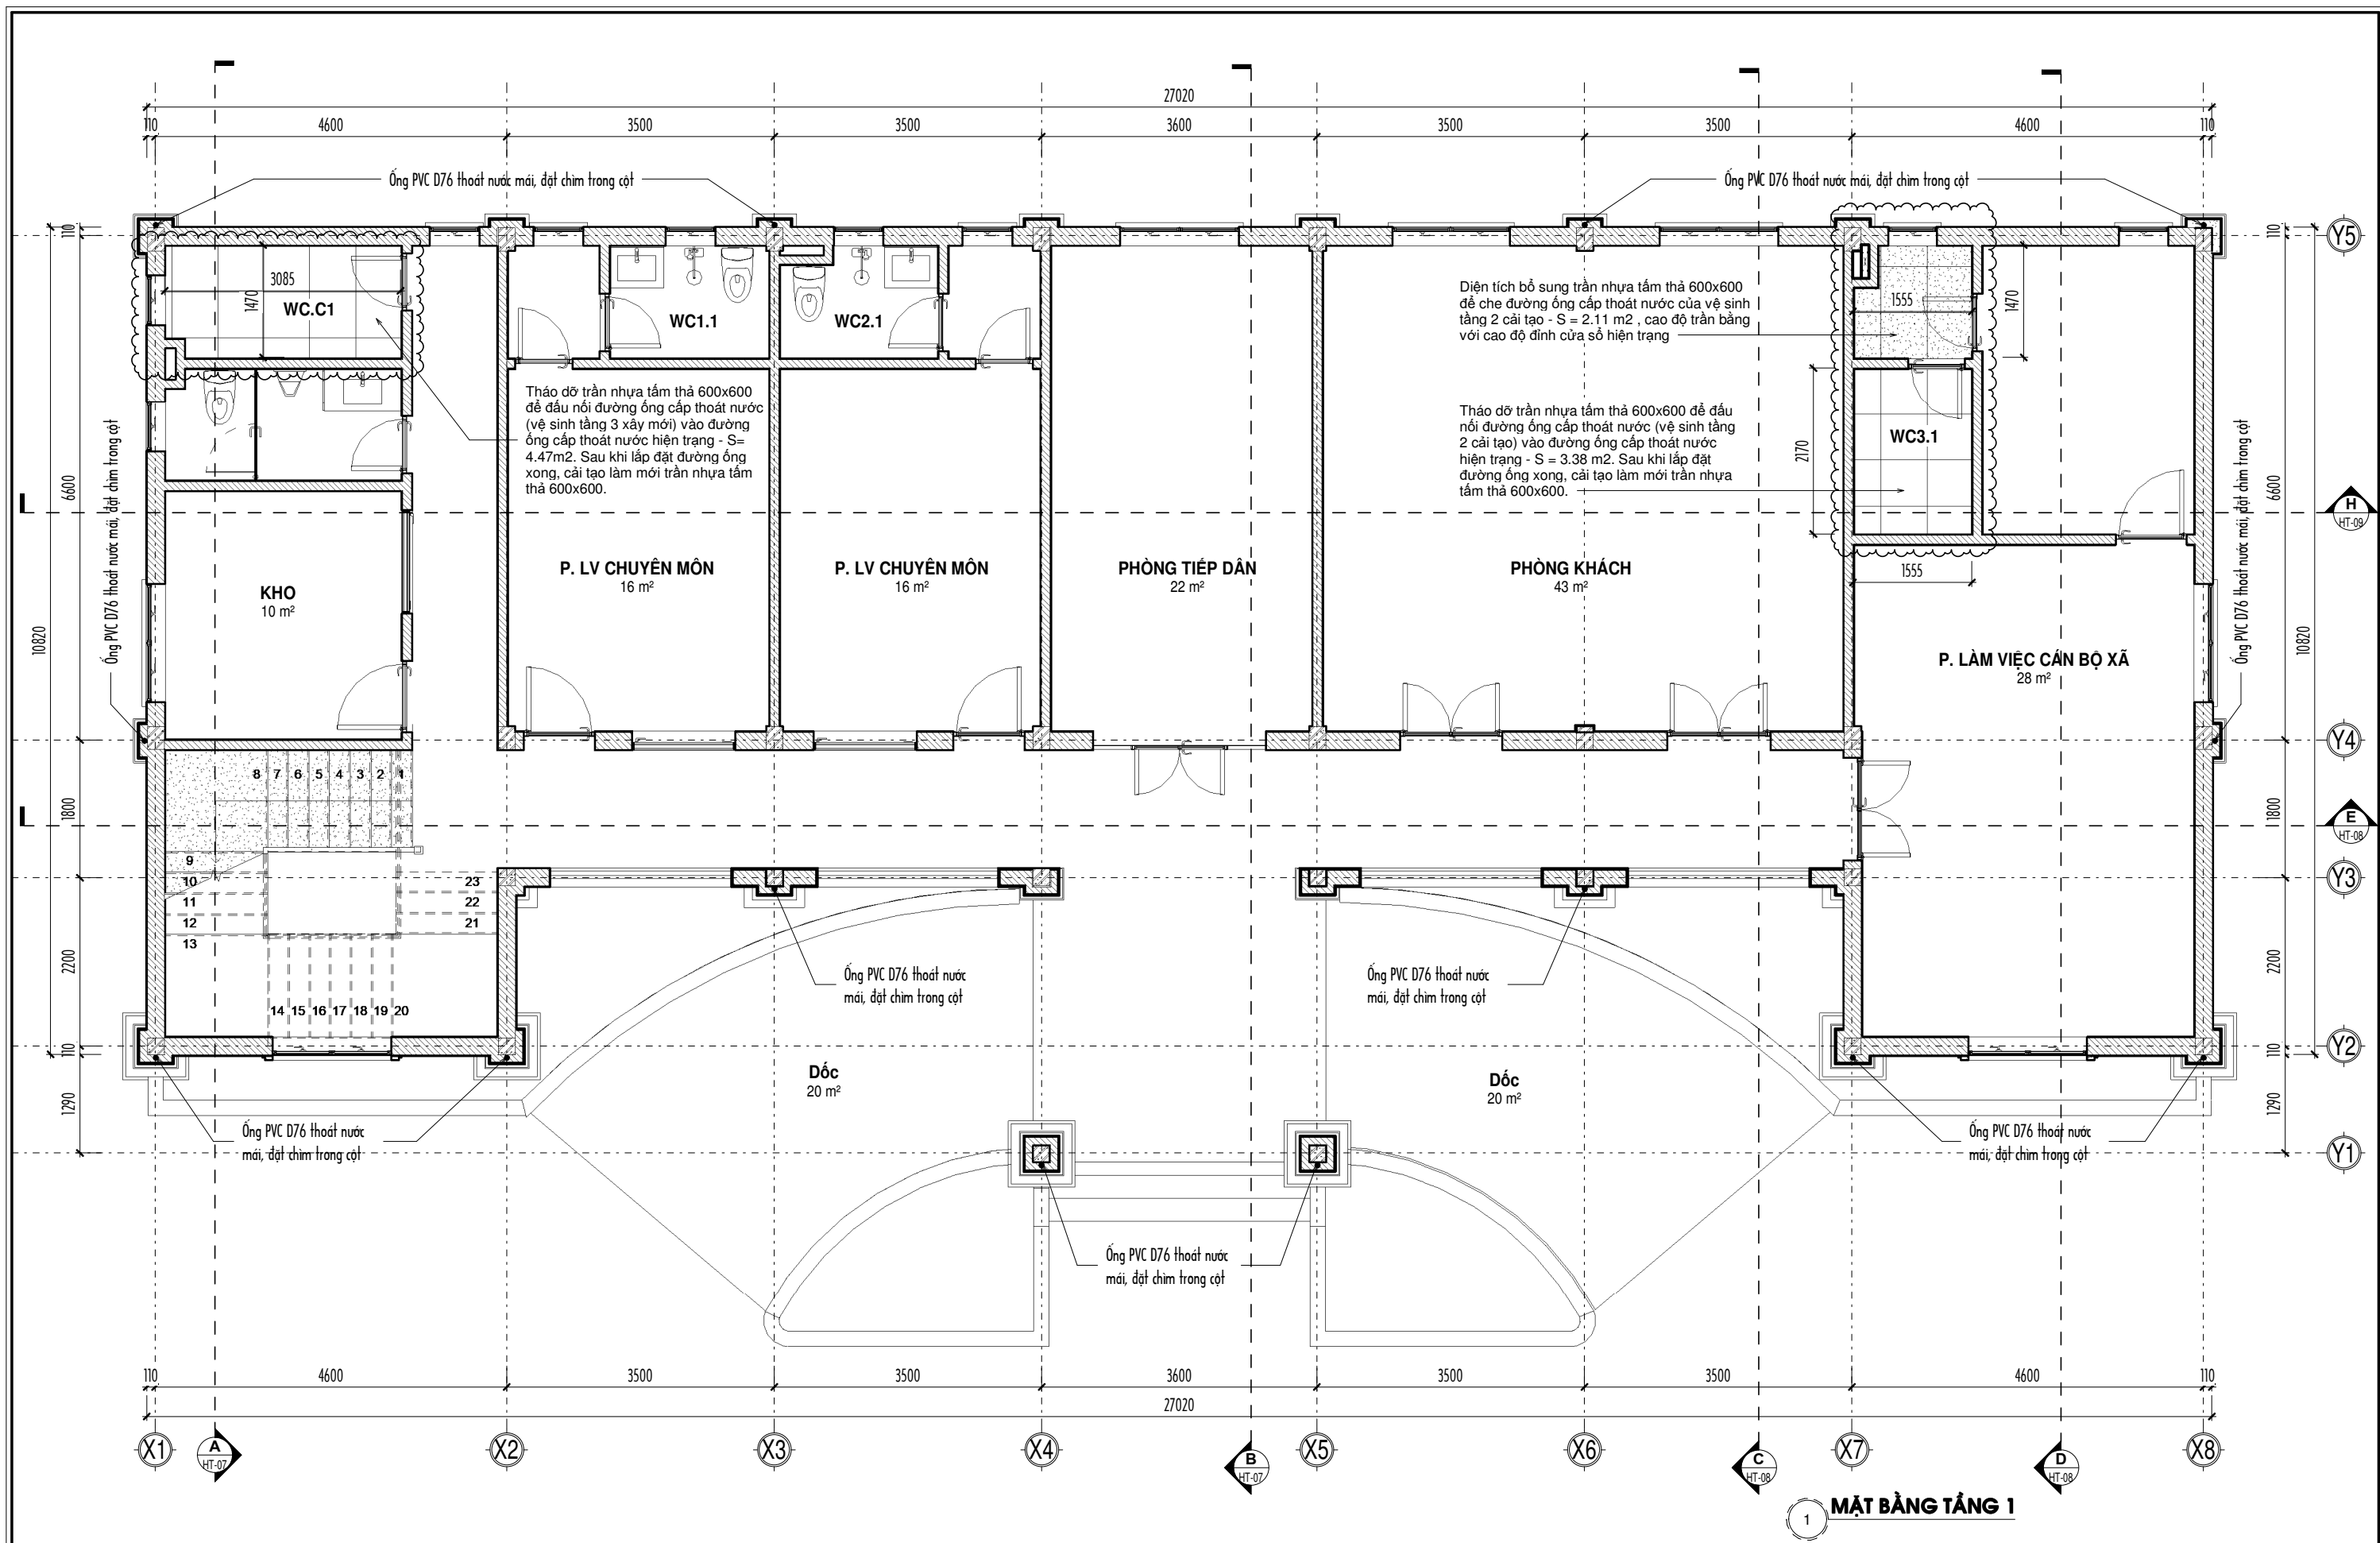 27020
110 4600 3500 3500 3600 3500 3500 4600 110
Ống PVC D76 thoát nước mái, đặt chìm trong cột
Ống PVC D76 thoát nước mái, đặt chìm trong cột
110
110
Y5
3085
1470
WC.C1
WC1.1
WC2.1
Diện tích bổ sung trần nhựa tấm thả 600x600
để che đường ống cấp thoát nước của vệ sinh
tầng 2 cải tạo - S = 2.11 m2 , cao độ trần bằng
với cao độ đỉnh cửa sổ hiện trạng
1555
1470
Tháo dỡ trần nhựa tấm thả 600x600
để đấu nối đường ống cấp thoát nước
(vệ sinh tầng 3 xây mới) vào đường
ống cấp thoát nước hiện trạng - S=
4.47m2. Sau khi lắp đặt đường ống
xong, cải tạo làm mới trần nhựa tấm
thả 600x600.
Tháo dỡ trần nhựa tấm thả 600x600 để đấu
nối đường ống cấp thoát nước (vệ sinh tầng
2 cải tạo) vào đường ống cấp thoát nước
hiện trạng - S = 3.38 m2. Sau khi lắp đặt
đường ống xong, cải tạo làm mới trần nhựa
tấm thả 600x600.
WC3.1
2170
1555
6600
6600
10820
10820
Ống PVC D76 thoát nước mái, đặt chìm trong cột
Ống PVC D76 thoát nước mái, đặt chìm trong cột
H
HT-09
KHO
10 m²
P. LV CHUYÊN MÔN
16 m²
P. LV CHUYÊN MÔN
16 m²
PHÒNG TIẾP DÂN
22 m²
PHÒNG KHÁCH
43 m²
P. LÀM VIỆC CÁN BỘ XÃ
28 m²
Y4
8 7 6 5 4 3 2 1
1800
1800
E
HT-08
9
10
11
12
13
23
22
21
Y3
2200
2200
14 15 16 17 18 19 20
Ống PVC D76 thoát nước
mái, đặt chìm trong cột
Ống PVC D76 thoát nước
mái, đặt chìm trong cột
110
110
Y2
Dốc
20 m²
Dốc
20 m²
1290
1290
Ống PVC D76 thoát nước
mái, đặt chìm trong cột
Ống PVC D76 thoát nước
mái, đặt chìm trong cột
Y1
Ống PVC D76 thoát nước
mái, đặt chìm trong cột
110 4600 3500 3500 3600 3500 3500 4600 110
27020
X1 X2 X3 X4 X5 X6 X7 X8
A
HT-07
B
HT-07
C
HT-08
D
HT-08
1
MẶT BẰNG TẦNG 1